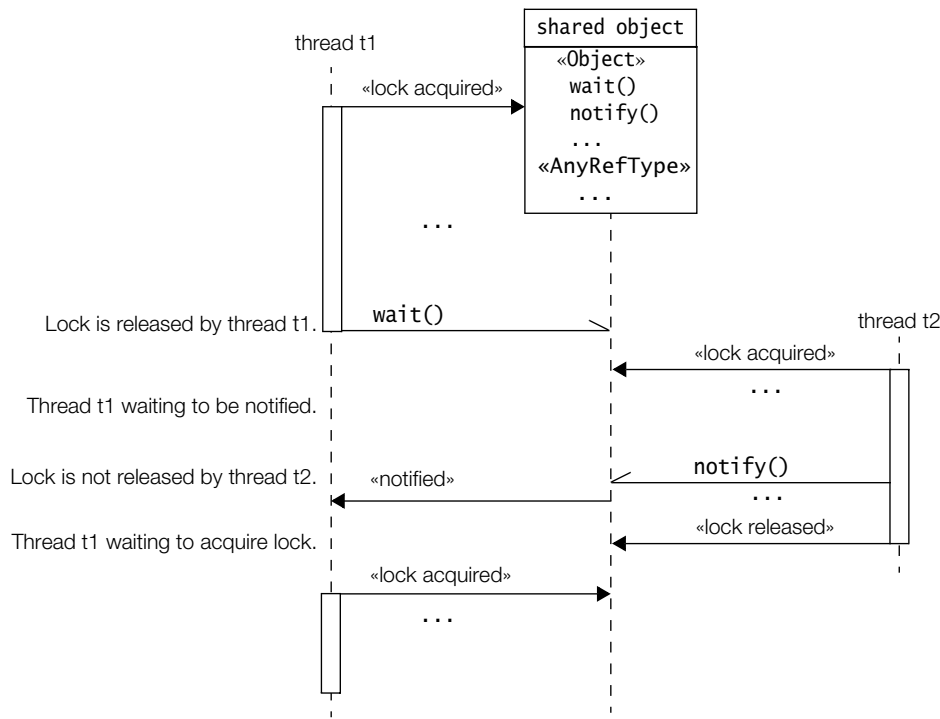 shared object
thread t1
«Object»
«lock acquired»
wait()
notify()
...
«AnyRefType»
...
...
wait()
Lock is released by thread t1.
thread t2
«lock acquired»
...
Thread t1 waiting to be notified.
notify()
Lock is not released by thread t2.
«notified»
...
«lock released»
Thread t1 waiting to acquire lock.
«lock acquired»
...